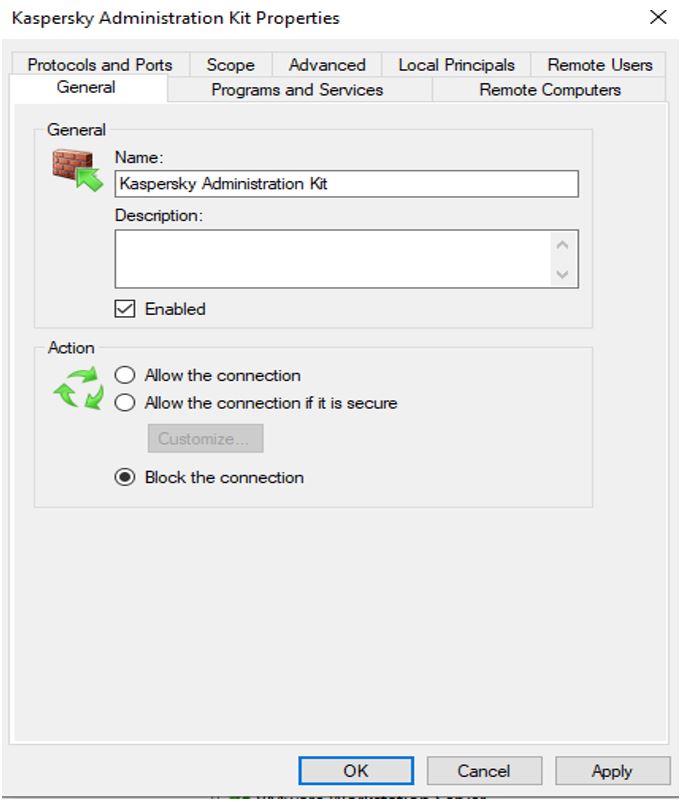 Kaspersky Administration Kit Properties
Protocols and Ports Scope Advanced Local Principals Remote Users
General Programs and Services Remote Computers
General
Name:
Kaspersky Administration Kit
Description:
Enabled
Action
Allow the connection
Allow the connection if it is secure
Customize...
Block the connection
OK Cancel Apply